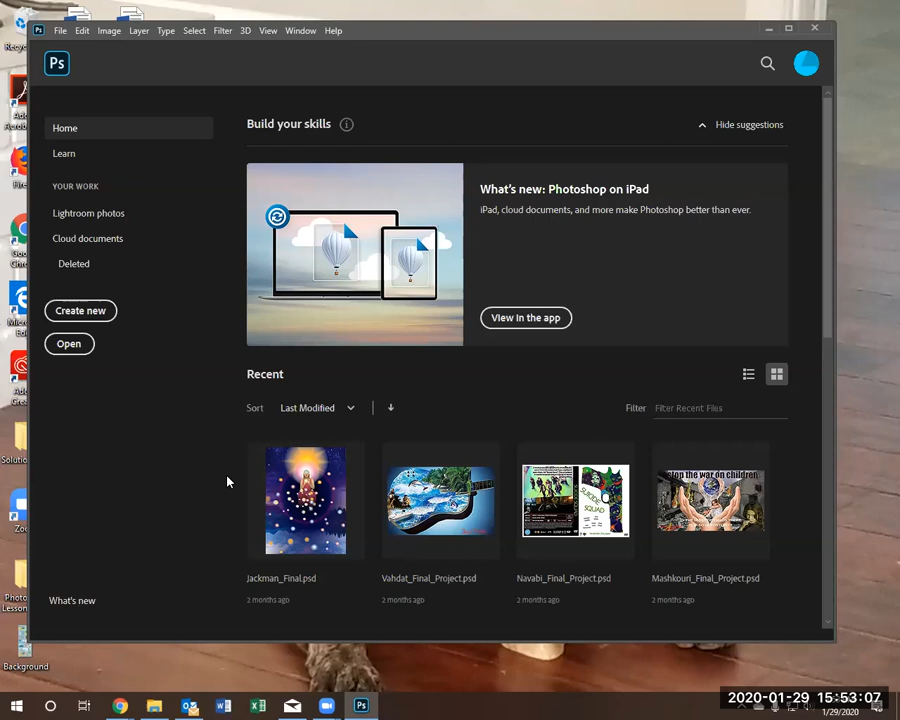 Ps File Edit Image Layer Type Select Filter 3D View Window Help
Ps
Home
Learn
YOUR WORK
Lightroom photos
Cloud documents
Deleted
Create new
Open
What's new
Build your skills
Hide suggestions
What's new: Photoshop on iPad
iPad, cloud documents, and more make Photoshop better than ever.
View in the app
Recent
Sort Last Modified Filter Filter Recent Files
stop the war on children
SUICIDE SQUAD
Jackman_Final.psd Vahdat_Final_Project.psd Navabi_Final_Project.psd Mashkouri_Final_Project.psd
2 months ago 2 months ago 2 months ago 2 months ago
Background
2020-01-29 15:53:07
1/29/2020